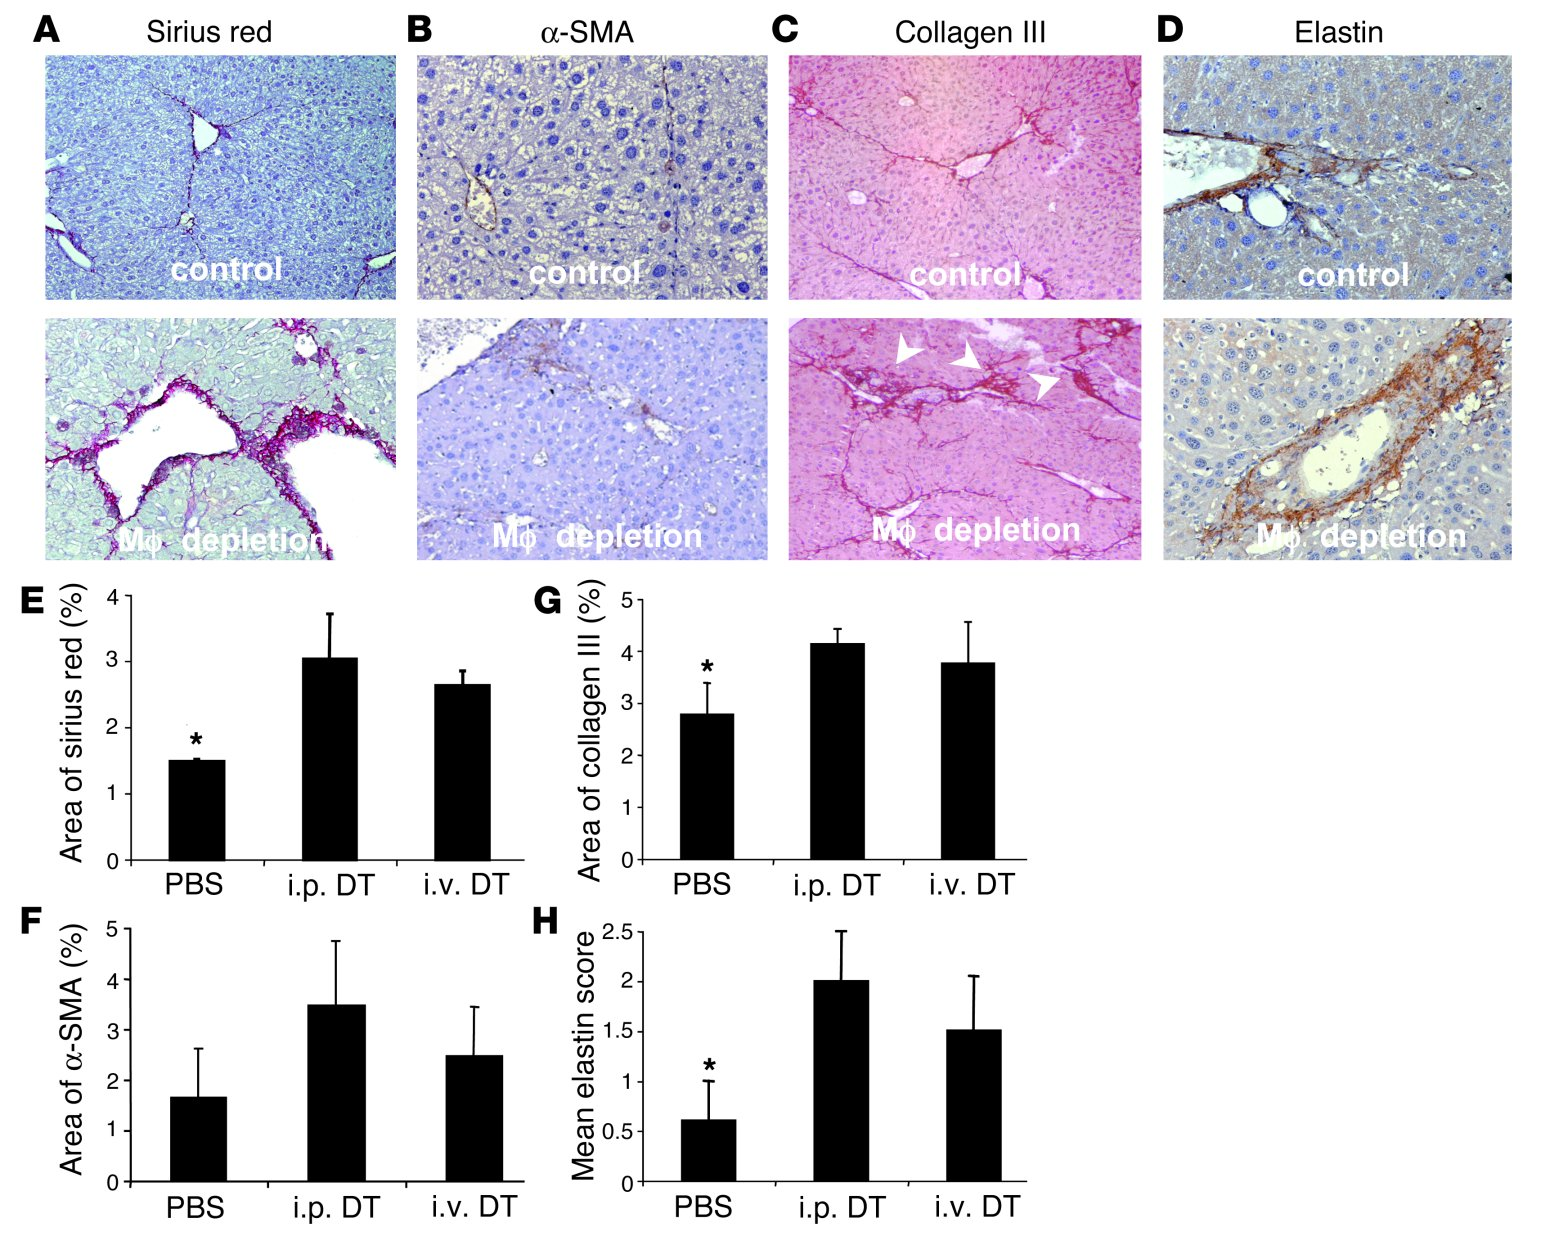 A Sirius red B α-SMA C Collagen III D Elastin
control control control control
Mϕ depletion Mϕ depletion Mϕ depletion Mϕ depletion
E
Area of sirius red (%)
4
3
2
1
0
*
PBS i.p. DT i.v. DT
G
Area of collagen III (%)
5
4
3
2
1
0
*
PBS i.p. DT i.v. DT
F
Area of α-SMA (%)
5
4
3
2
1
0
PBS i.p. DT i.v. DT
H
Mean elastin score
2.5
2
1.5
1
0.5
0
*
PBS i.p. DT i.v. DT